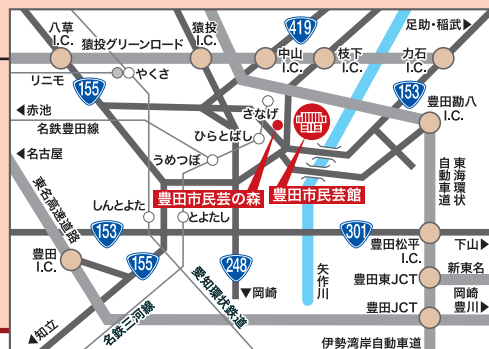 八草
I.C.
猿投グリーンロード
猿投
I.C.
419
中山
I.C.
枝下
I.C.
足助・稲武▶
力石
I.C.
リニモ
やくさ
155
153
◀赤池
名鉄豊田線
さなげ
豊田勘八
I.C.
ひらとばし
◀名古屋
うめつぼ
東海環状
自動車道
豊田市民芸の森
豊田市民芸館
東名高速道路
しんとよた
とよたし
153
301
豊田松平
I.C.
下山▶
豊田
I.C.
155
248
矢作川
豊田東JCT
新東名
▼岡崎
愛知環状鉄道
岡崎
豊川▶
豊田JCT
◀知立
名鉄三河線
伊勢湾岸自動車道